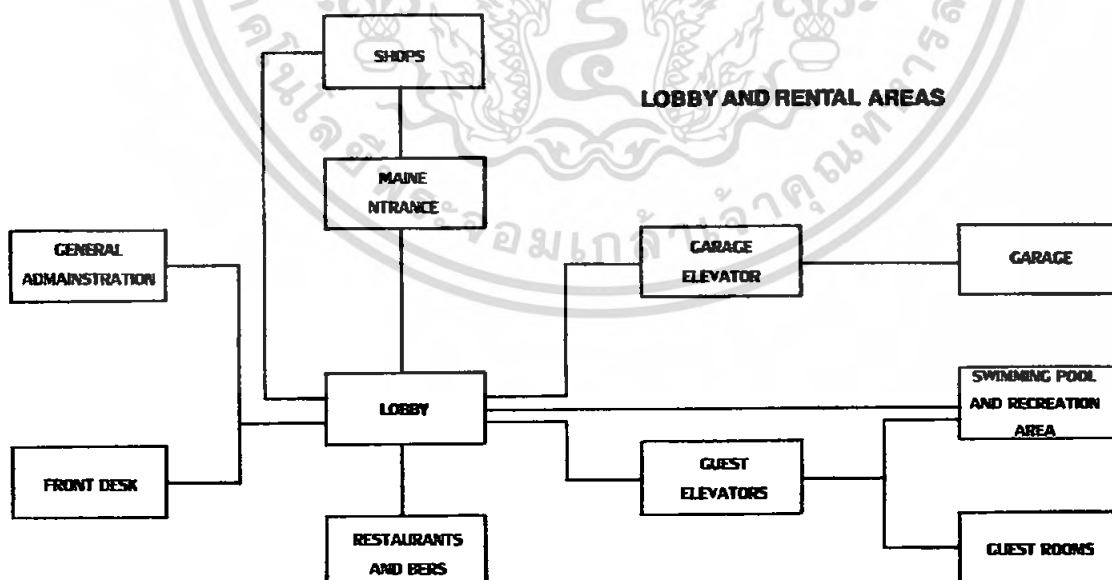 SHOPS
LOBBY AND RENTAL AREAS
MAINE
NTRANCE
GENERAL
ADMAINSTRATION
GARAGE
ELEVATOR
GARAGE
LOBBY
SWIMMING POOL
AND RECREATION
AREA
FRONT DESK
GUEST
ELEVATORS
RESTAURANTS
AND BERS
GUEST ROOMS